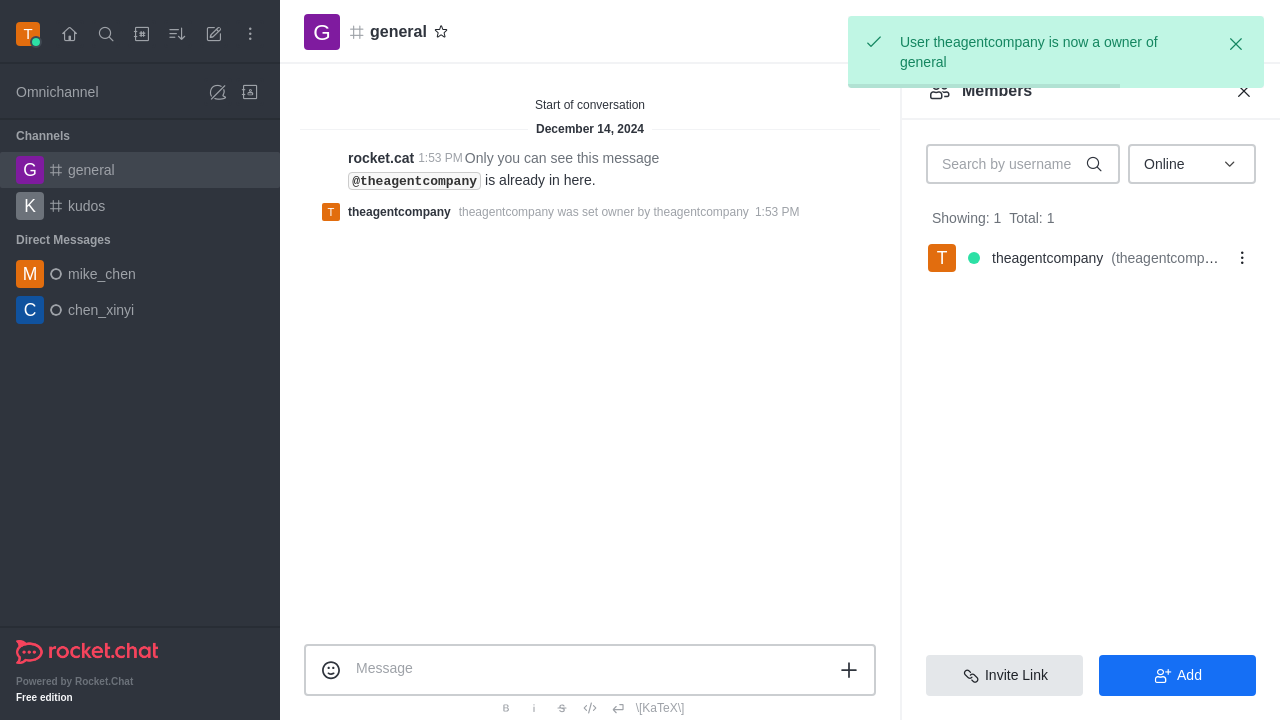 T
Omnichannel
Channels
G general
K kudos
Direct Messages
M mike_chen
C chen_xinyi
rocket.chat
Powered by Rocket.Chat
Free edition
G general
Start of conversation
December 14, 2024
rocket.cat 1:53 PM Only you can see this message
@theagentcompany is already in here.
T theagentcompany theagentcompany was set owner by theagentcompany 1:53 PM
Message
B i S \[KaTeX\]
User theagentcompany is now a owner of
general
Members
Search by username
Online
Showing: 1 Total: 1
T theagentcompany (theagentcomp…
Invite Link
Add